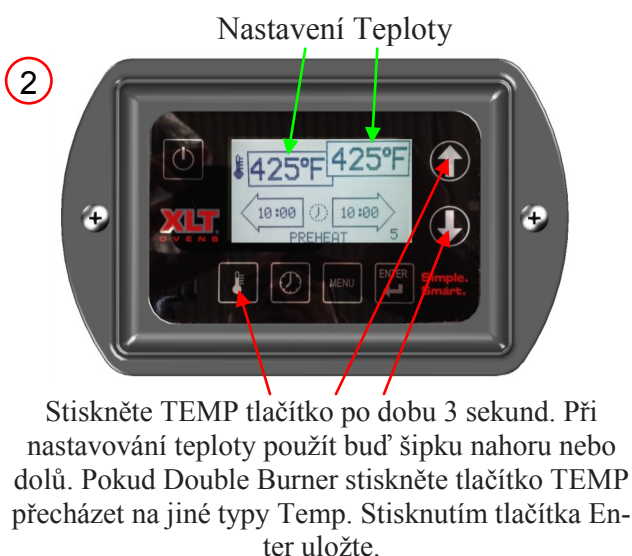 Nastavení Teploty
2
425°F 425°F
10:00 10:00
PREHEAT 5
XLT
OVENS
MENU
ENTER
Simple.
Smart.
Stiskněte TEMP tlačítko po dobu 3 sekund. Při
nastavování teploty použít buď šipku nahoru nebo
dolů. Pokud Double Burner stiskněte tlačítko TEMP
přecházet na jiné typy Temp. Stisknutím tlačítka En-
ter uložte.